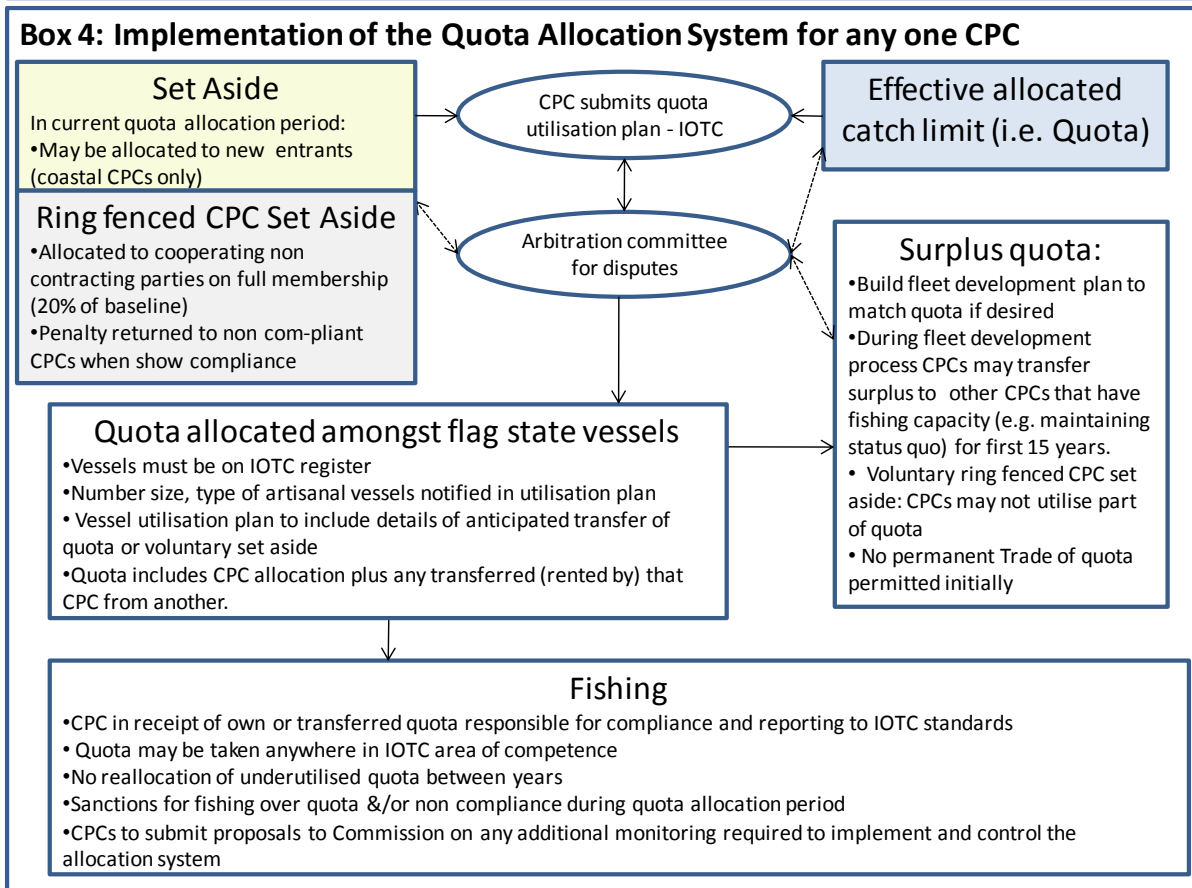 Box 4: Implementation of the Quota Allocation System for any one CPC
Set Aside
In current quota allocation period:
•May be allocated to new entrants
(coastal CPCs only)
Ring fenced CPC Set Aside
•Allocated to cooperating non
contracting parties on full membership
(20% of baseline)
•Penalty returned to non com-pliant
CPCs when show compliance
CPC submits quota
utilisation plan - IOTC
Arbitration committee
for disputes
Effective allocated
catch limit (i.e. Quota)
Surplus quota:
•Build fleet development plan to
match quota if desired
•During fleet development
process CPCs may transfer
surplus to other CPCs that have
fishing capacity (e.g. maintaining
status quo) for first 15 years.
• Voluntary ring fenced CPC set
aside: CPCs may not utilise part
of quota
• No permanent Trade of quota
permitted initially
Quota allocated amongst flag state vessels
•Vessels must be on IOTC register
•Number size, type of artisanal vessels notified in utilisation plan
• Vessel utilisation plan to include details of anticipated transfer of
quota or voluntary set aside
•Quota includes CPC allocation plus any transferred (rented by) that
CPC from another.
Fishing
•CPC in receipt of own or transferred quota responsible for compliance and reporting to IOTC standards
• Quota may be taken anywhere in IOTC area of competence
•No reallocation of underutilised quota between years
•Sanctions for fishing over quota &/or non compliance during quota allocation period
•CPCs to submit proposals to Commission on any additional monitoring required to implement and control the
allocation system